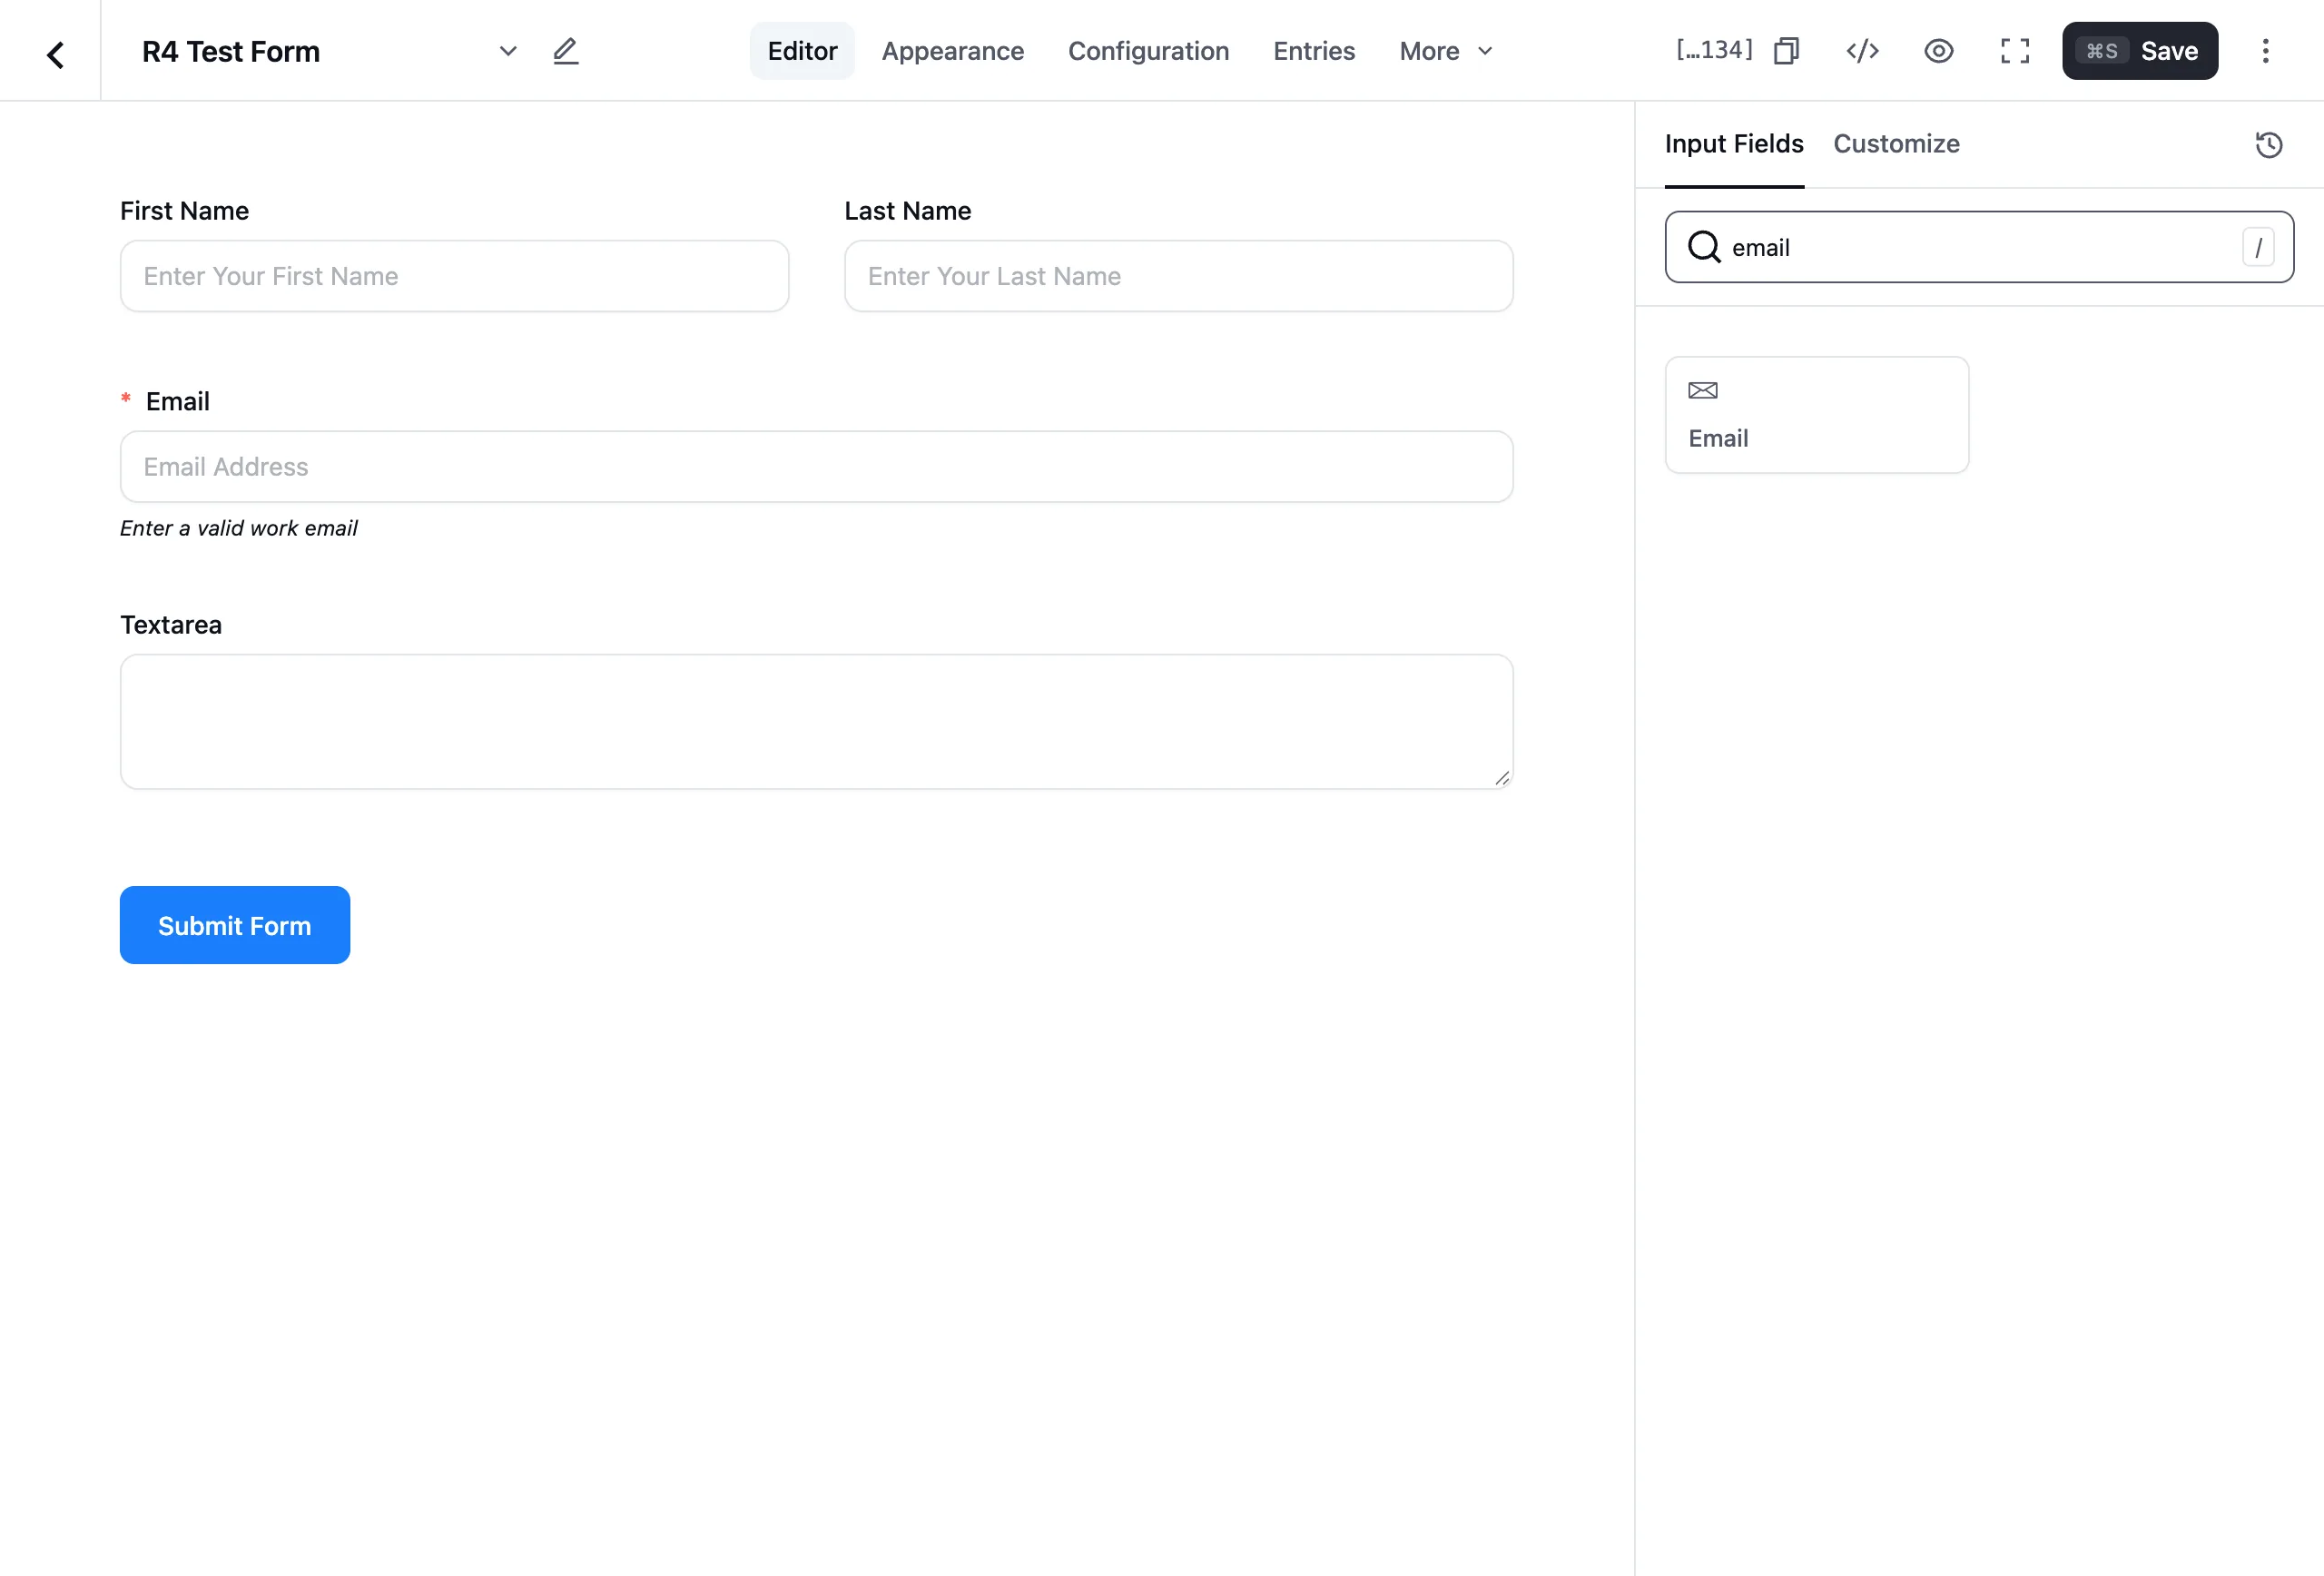 R4 Test Form
Editor Appearance Configuration Entries More
[…134]
⌘S Save
Input Fields Customize
email /
Email
First Name Last Name
Enter Your First Name Enter Your Last Name
* Email
Email Address
Enter a valid work email
Textarea
Submit Form